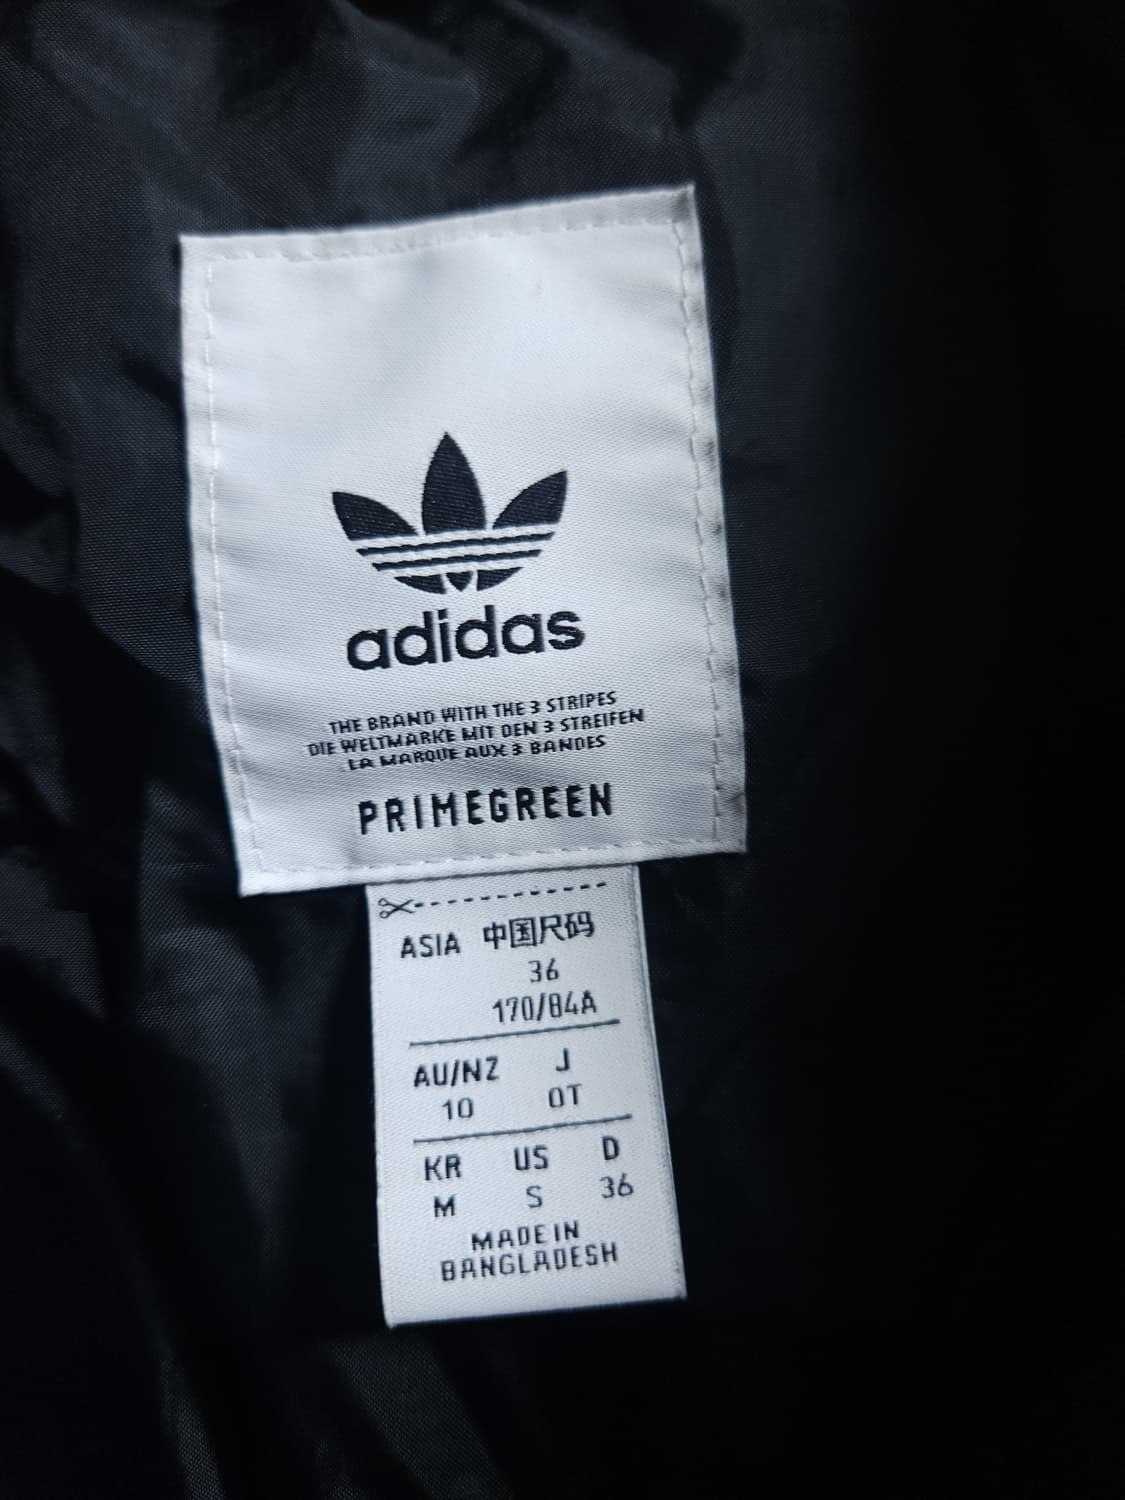 adidas
THE BRAND WITH THE 3 STRIPES
DIE WELTMARKE MIT DEN 3 STREIFEN
LA MARQUE AUX 3 BANDES
PRIMEGREEN
ASIA 中国尺码
36
170/84A
AU/NZ J
10 OT
KR US D
M S 36
MADE IN
BANGLADESH